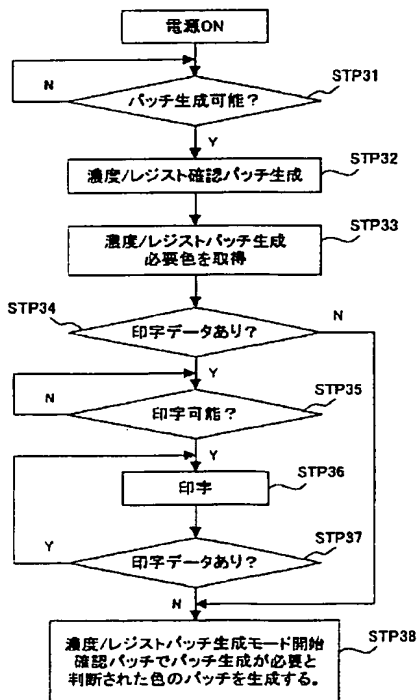 電源ON
STP31
N
パッチ生成可能？
Y
STP32
濃度/レジスト確認パッチ生成
STP33
濃度/レジストパッチ生成
必要色を取得
STP34
N
印字データあり？
Y
STP35
N
印字可能？
Y
STP36
印字
STP37
Y
印字データあり？
N
STP38
濃度/レジストパッチ生成モード開始
確認パッチでパッチ生成が必要と
判断された色のパッチを生成する。